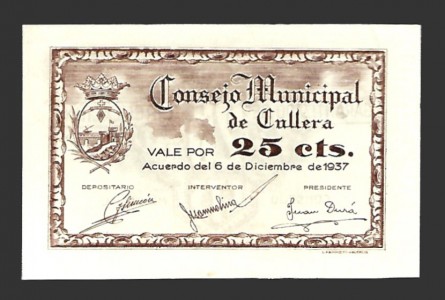 Consejo Municipal
de Cullera
VALE POR 25 cts.
Acuerdo del 6 de Diciembre de 1937
DEPOSITARIO INTERVENTOR PRESIDENTE
Juan Durá